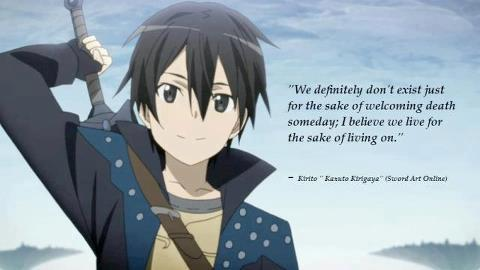 "We definitely don't exist just
for the sake of welcoming death
someday; I believe we live for
the sake of living on."
– Kirito " Kazuto Kirigaya" (Sword Art Online)